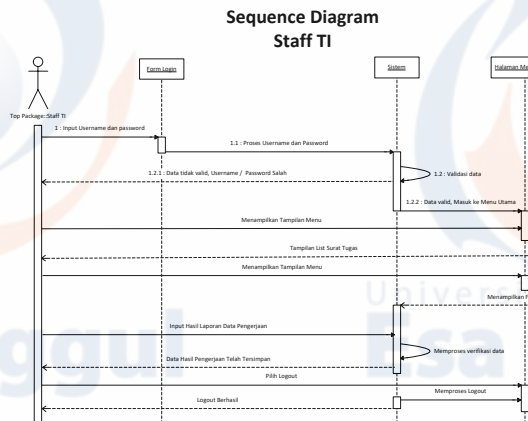 Sequence Diagram
Staff TI
Form Login
Sistem
Halaman
Top Package::Staff TI
1 : Input Username dan password
1.1 : Proses Username dan Password
1.2.1 : Data tidak valid, Username / Password Salah
1.2 : Validasi data
1.2.2 : Data valid, Masuk ke Menu Utama
Menampilkan Tampilan Menu
Tampilan List Surat Tugas
Menampilkan Tampilan Menu
Menampilkan
Input Hasil Laporan Data Pengerjaan
Memproses verifikasi data
Data Hasil Pengerjaan Telah Tersimpan
Pilih Logout
Memproses Logout
Logout Berhasil
Esa